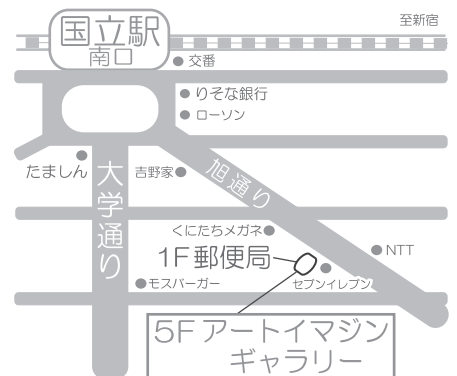 至新宿
国立駅
南口
交番
りそな銀行
ローソン
たましん
大学通り
吉野家
旭通り
くにたちメガネ
1F郵便局
NTT
セブンイレブン
モスバーガー
5F アートイマジン
ギャラリー